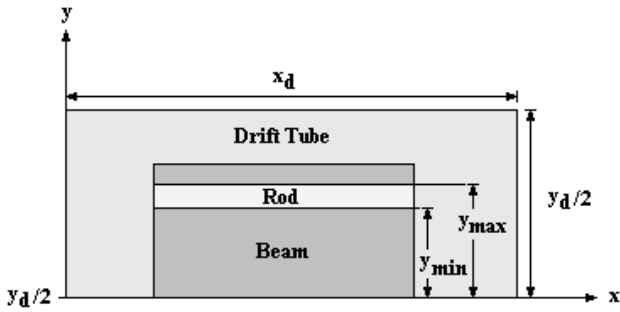 y
x_d
Drift Tube
Rod
y_d/2
y_max
Beam
y_min
y_d/2
x